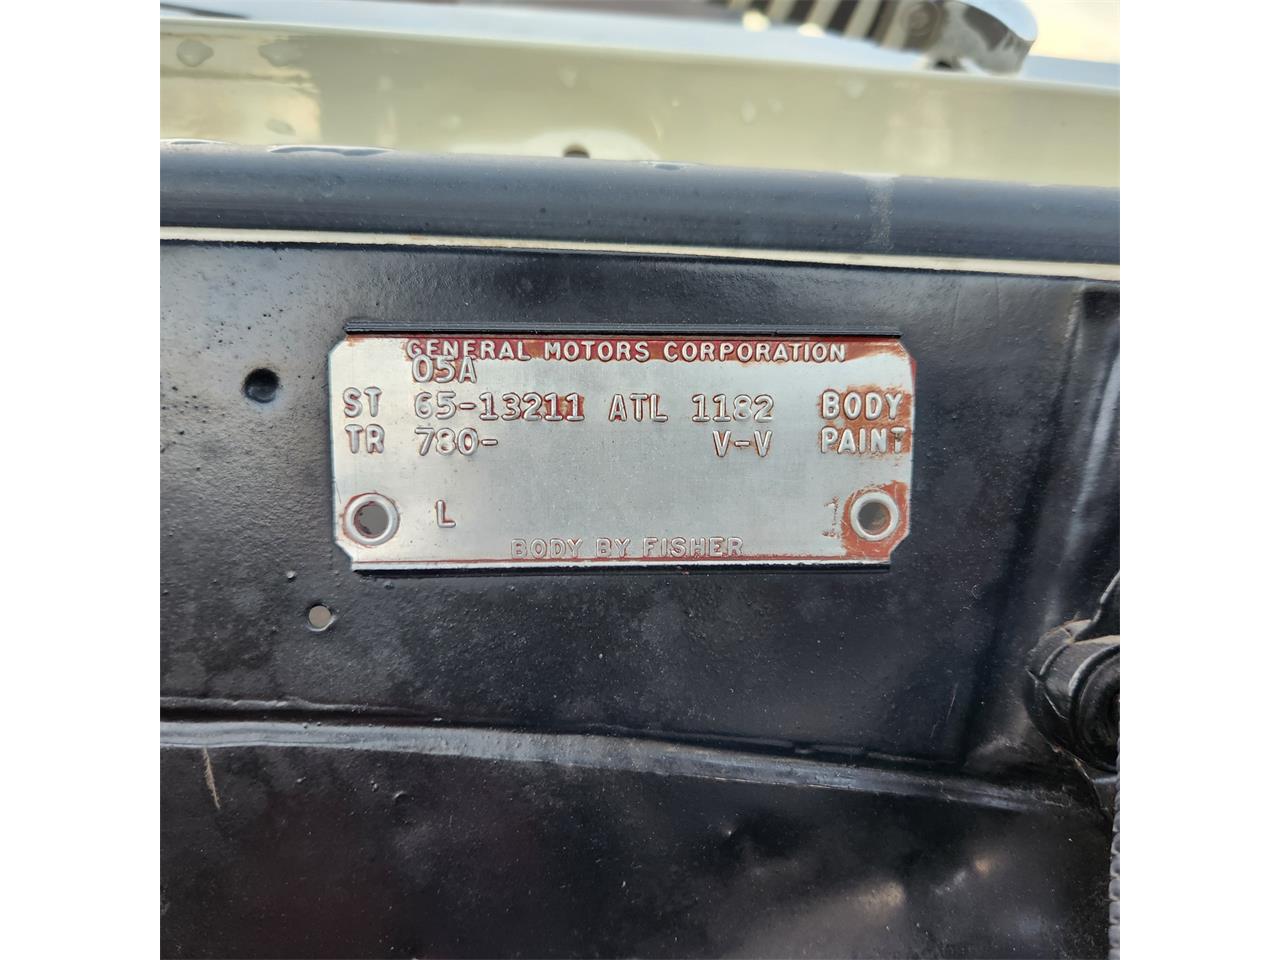 GENERAL MOTORS CORPORATION
05A
ST 65-13211 ATL 1182 BODY
TR 780- V-V PAINT
L
BODY BY FISHER